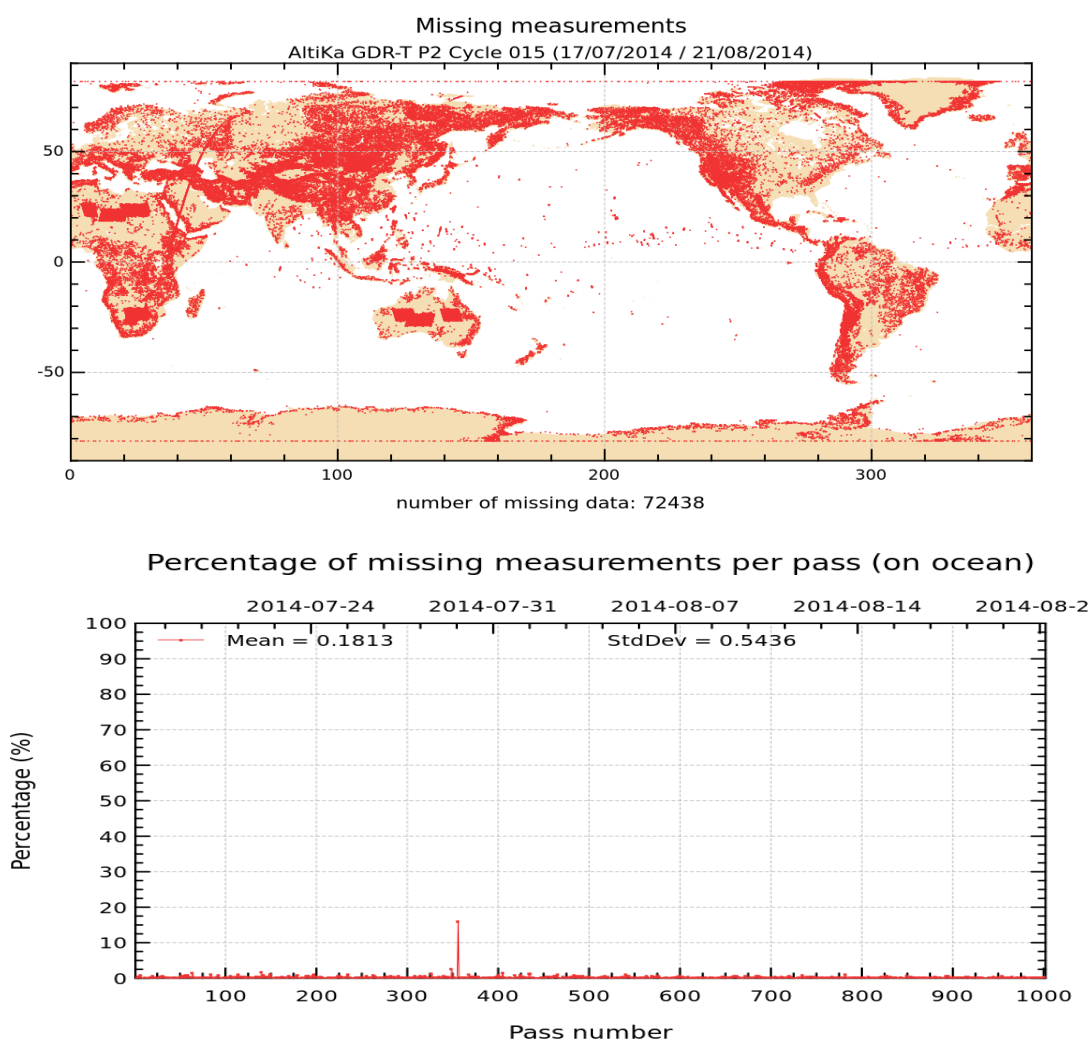 Missing measurements
AltiKa GDR-T P2 Cycle 015 (17/07/2014 / 21/08/2014)
50
0
-50
0 100 200 300
number of missing data: 72438
Percentage of missing measurements per pass (on ocean)
2014-07-24 2014-07-31 2014-08-07 2014-08-14 2014-08-2
Mean = 0.1813 StdDev = 0.5436
100
90
80
70
60
50
40
30
20
10
0
Percentage (%)
100 200 300 400 500 600 700 800 900 1000
Pass number